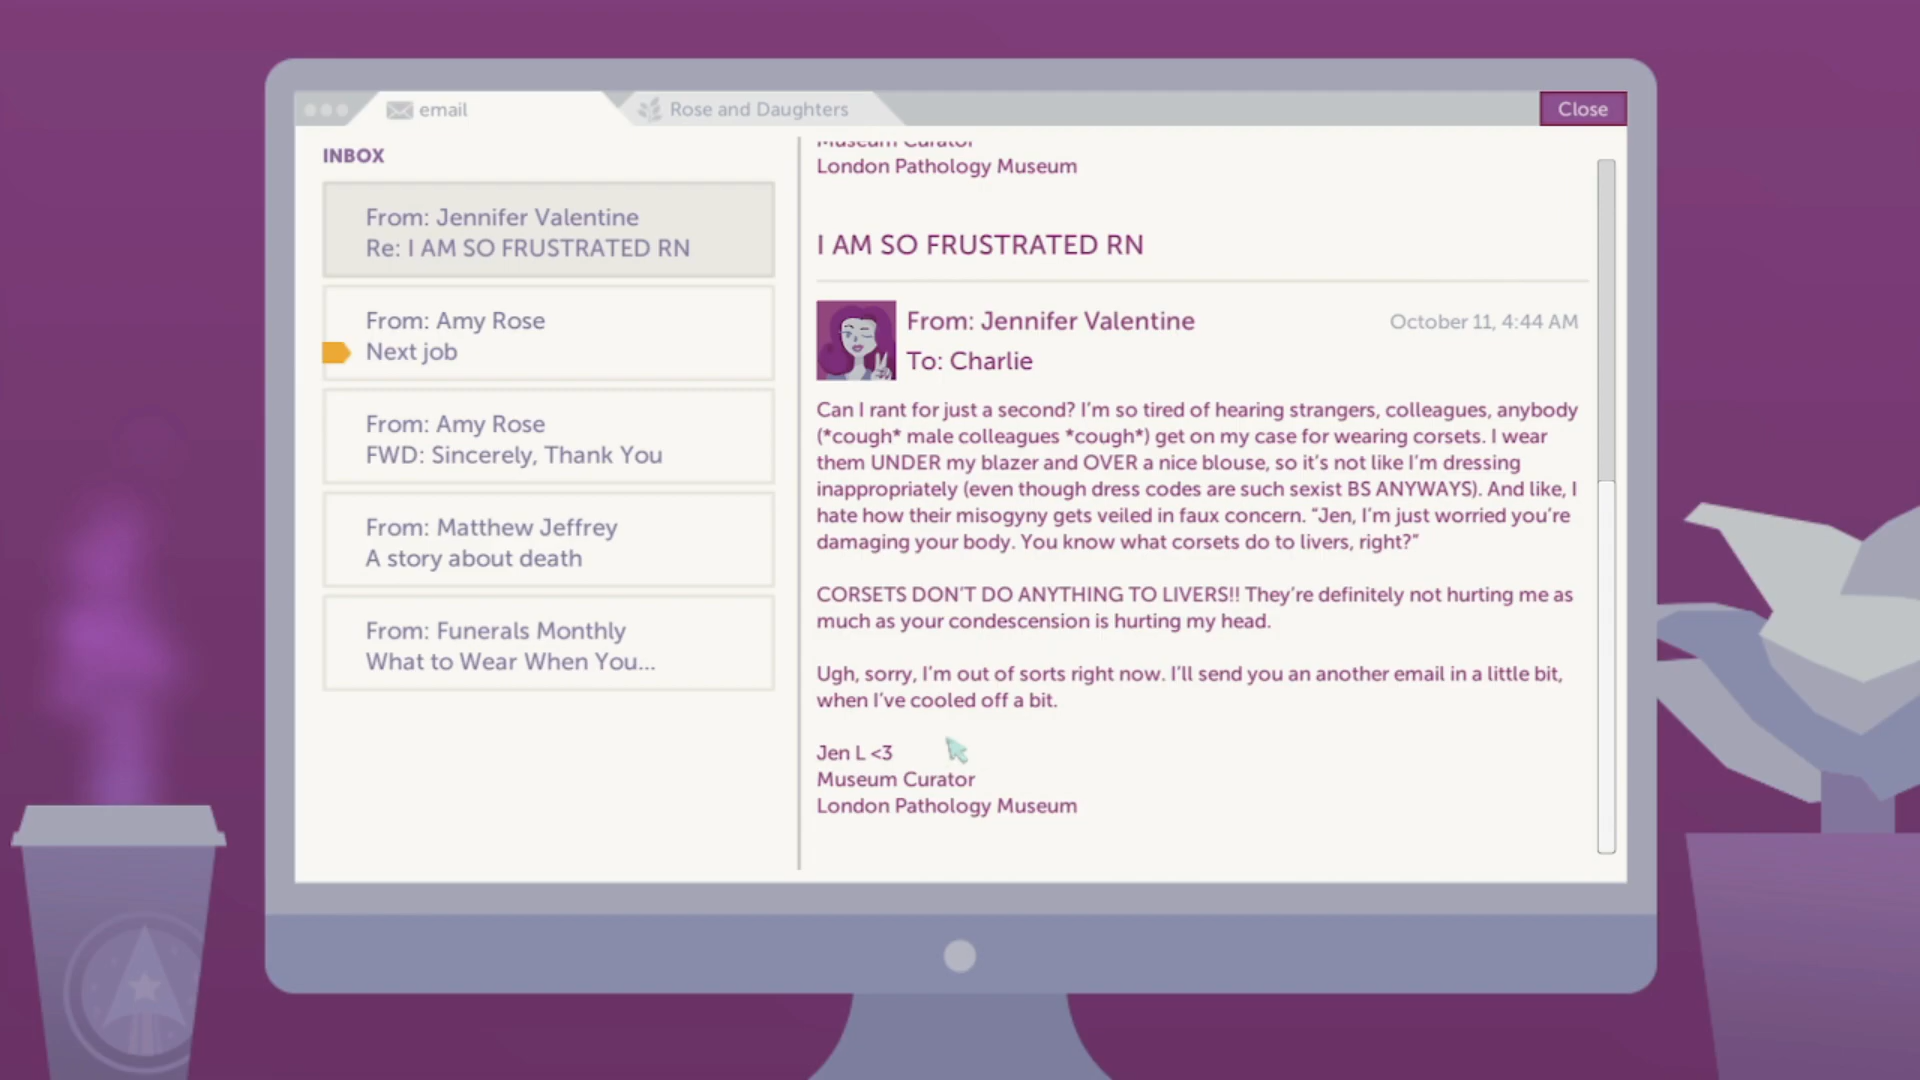 email
Rose and Daughters
Close
INBOX
From: Jennifer Valentine
Re: I AM SO FRUSTRATED RN
From: Amy Rose
Next job
From: Amy Rose
FWD: Sincerely, Thank You
From: Matthew Jeffrey
A story about death
From: Funerals Monthly
What to Wear When You...
Museum Curator
London Pathology Museum
I AM SO FRUSTRATED RN
From: Jennifer Valentine
October 11, 4:44 AM
To: Charlie
Can I rant for just a second? I'm so tired of hearing strangers, colleagues, anybody
(*cough* male colleagues *cough*) get on my case for wearing corsets. I wear
them UNDER my blazer and OVER a nice blouse, so it's not like I'm dressing
inappropriately (even though dress codes are such sexist BS ANYWAYS). And like, I
hate how their misogyny gets veiled in faux concern. "Jen, I'm just worried you're
damaging your body. You know what corsets do to livers, right?"
CORSETS DON'T DO ANYTHING TO LIVERS!! They're definitely not hurting me as
much as your condescension is hurting my head.
Ugh, sorry, I'm out of sorts right now. I'll send you an another email in a little bit,
when I've cooled off a bit.
Jen L <3
Museum Curator
London Pathology Museum